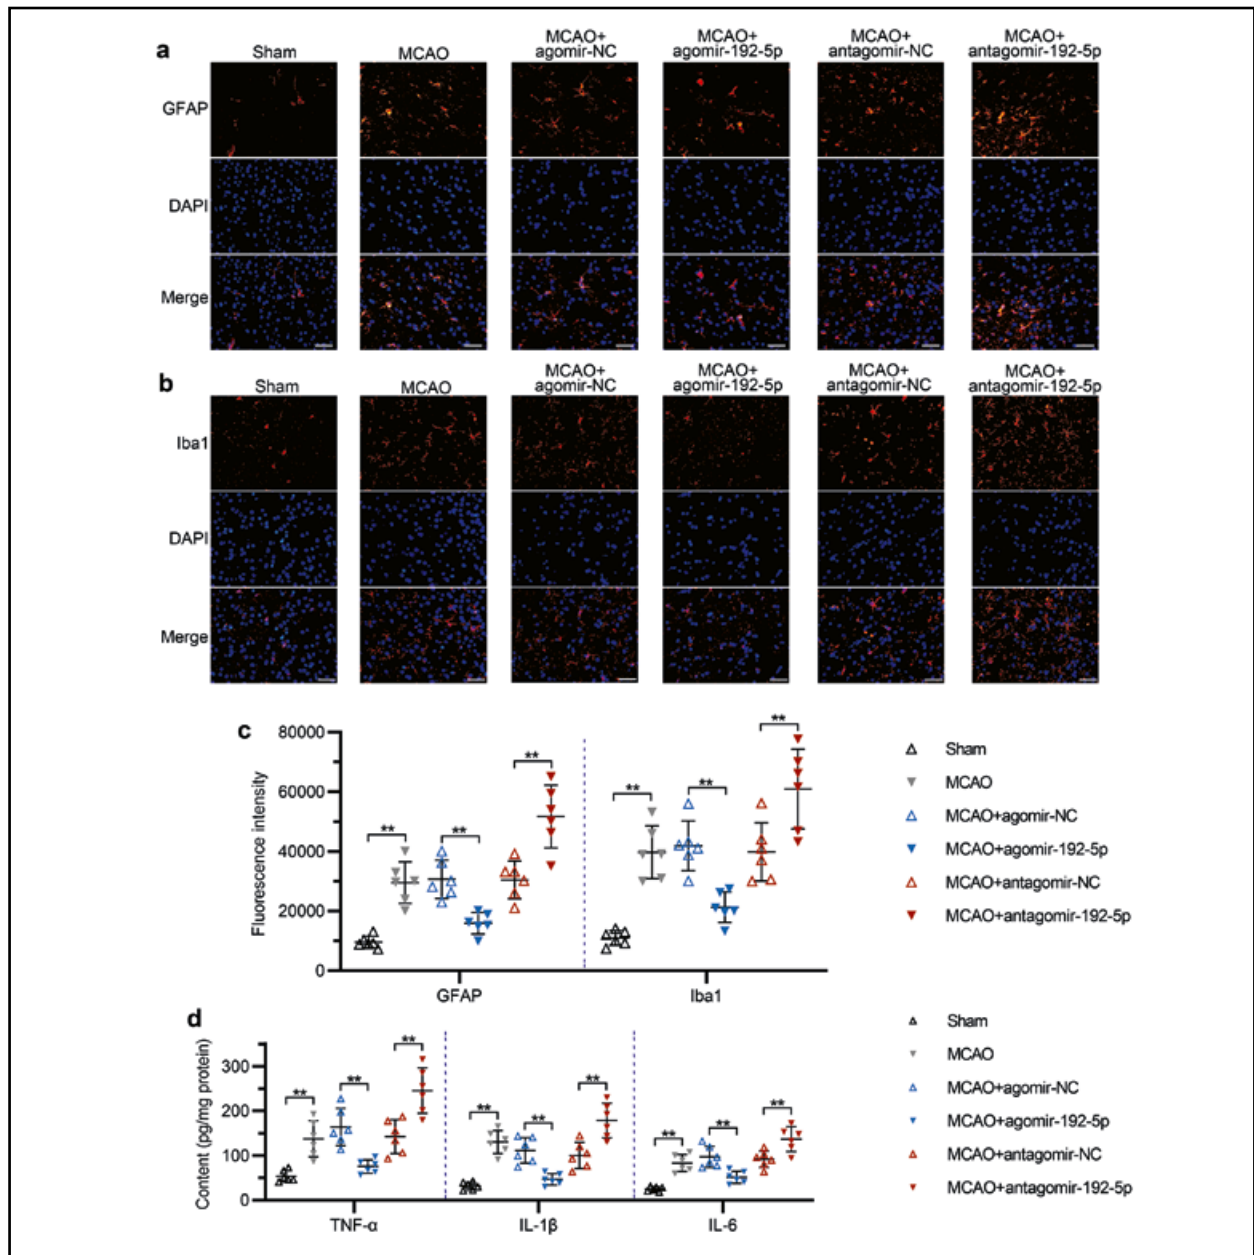 a
Sham
MCAO
MCAO+
agomir-NC
MCAO+
agomir-192-5p
MCAO+
antagomir-NC
MCAO+
antagomir-192-5p
GFAP
DAPI
Merge
b
Sham
MCAO
MCAO+
agomir-NC
MCAO+
agomir-192-5p
MCAO+
antagomir-NC
MCAO+
antagomir-192-5p
Iba1
DAPI
Merge
c
Fluorescence intensity
80000
60000
40000
20000
0
**
**
**
**
**
**
GFAP
Iba1
Sham
MCAO
MCAO+agomir-NC
MCAO+agomir-192-5p
MCAO+antagomir-NC
MCAO+antagomir-192-5p
d
Content (pg/mg protein)
300
200
100
0
**
**
**
**
**
**
**
**
**
TNF-α
IL-1β
IL-6
Sham
MCAO
MCAO+agomir-NC
MCAO+agomir-192-5p
MCAO+antagomir-NC
MCAO+antagomir-192-5p